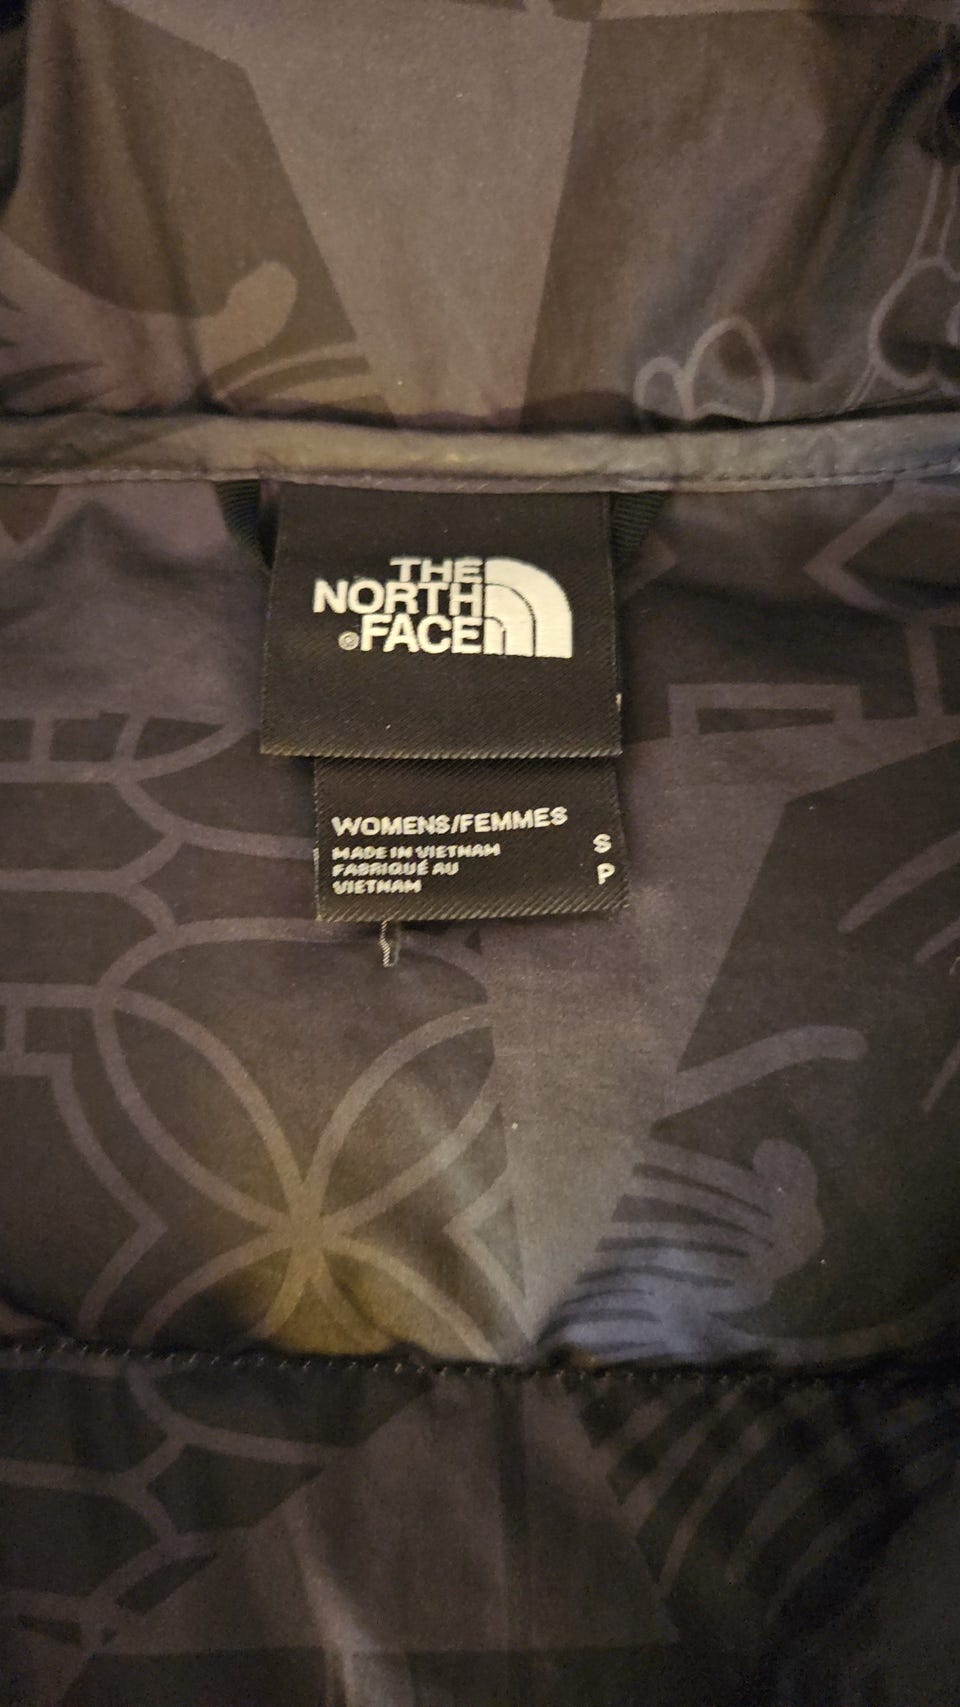 THE
NORTH
®FACE
WOMENS/FEMMES
MADE IN VIETNAM
FABRIQUÉ AU
VIETNAM
S
P